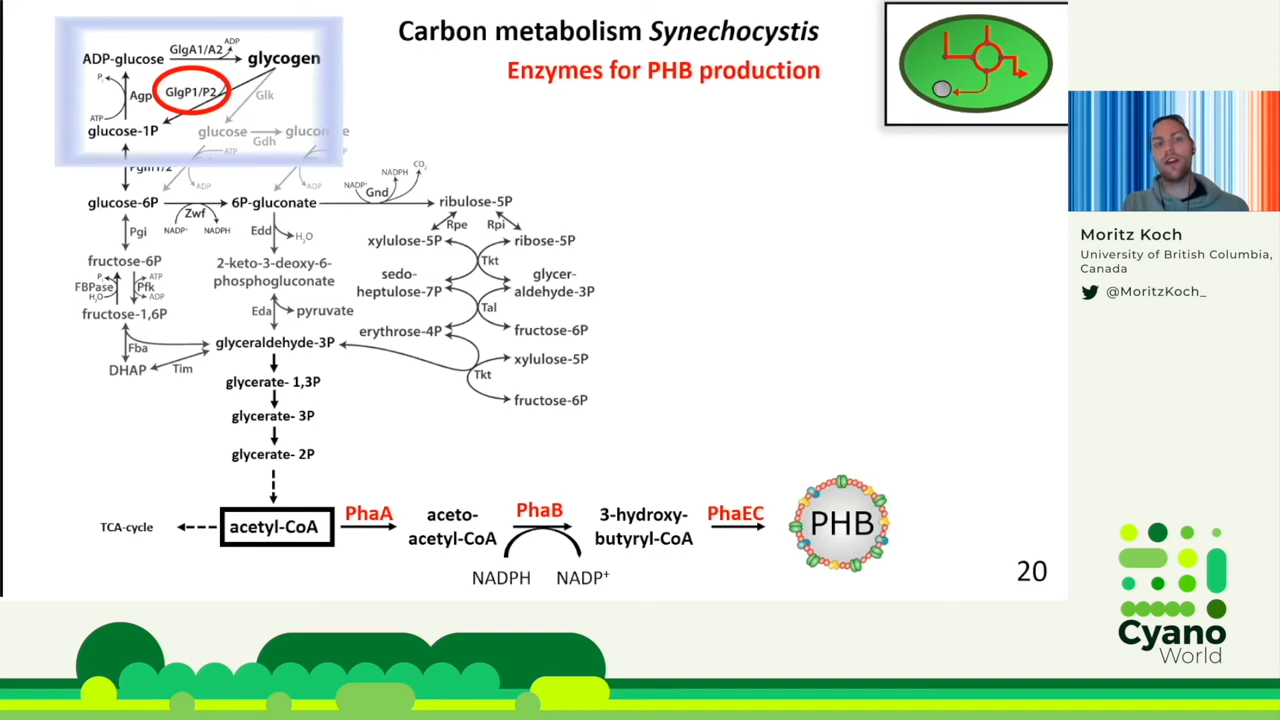 Carbon metabolism Synechocystis
Enzymes for PHB production
ADP-glucose
GlgA1/A2
ADP
glycogen
Pi
Agp
ATP
GlgP1/P2
Glk
glucose-1P
glucose
Gdh
ATP
ADP
ADP
glucose-6P
Zwf
NADP+
NADPH
6P-gluconate
NADP+
Gnd
NADPH
CO2
ribulose-5P
Pgi
Edd
H2O
Rpe
Rpi
xylulose-5P
ribose-5P
Tkt
fructose-6P
2-keto-3-deoxy-6-
phosphogluconate
sedo-
heptulose-7P
glycer-
aldehyde-3P
Pi
FBPase
H2O
ATP
Pfk
ADP
Tal
fructose-1,6P
Eda
pyruvate
erythrose-4P
fructose-6P
Fba
glyceraldehyde-3P
DHAP
Tim
xylulose-5P
Tkt
glycerate- 1,3P
fructose-6P
glycerate- 3P
glycerate- 2P
TCA-cycle
acetyl-CoA
PhaA
aceto-
acetyl-CoA
PhaB
NADPH
NADP+
3-hydroxy-
butyryl-CoA
PhaEC
PHB
20
Moritz Koch
University of British Columbia,
Canada
@MoritzKoch_
Cyano
World